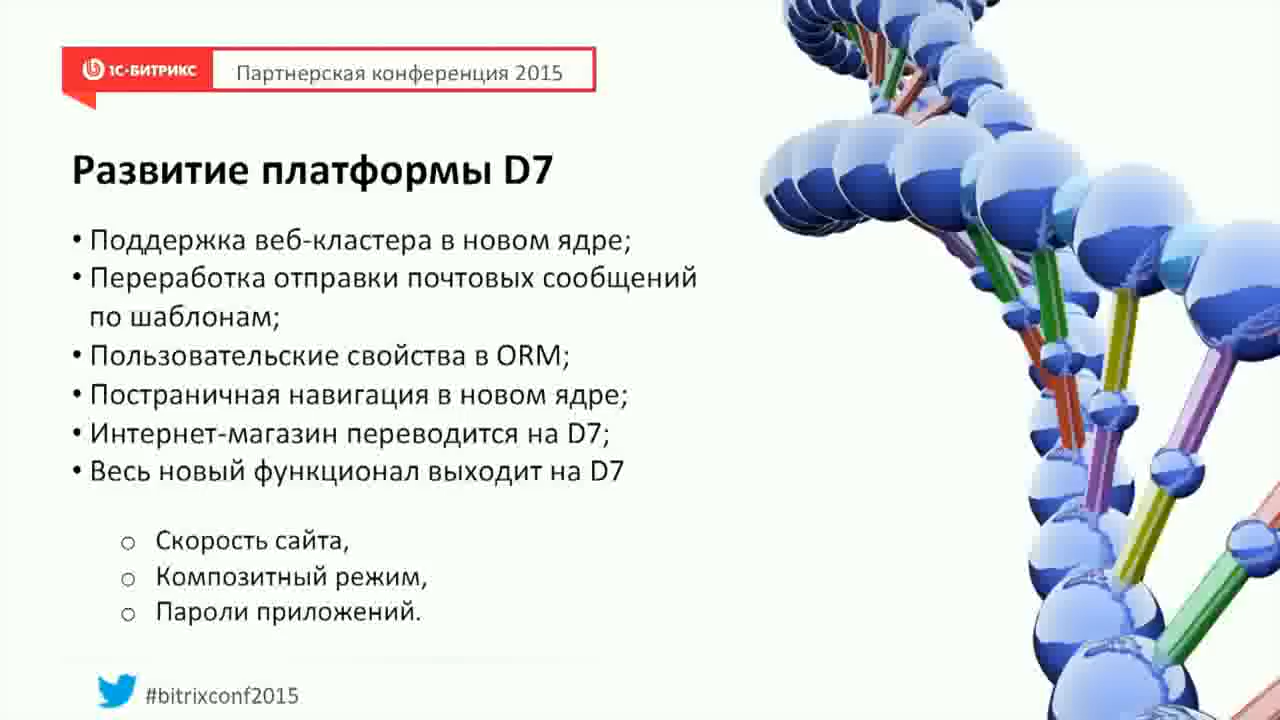 1С-БИТРИКС Партнерская конференция 2015
Развитие платформы D7
• Поддержка веб-кластера в новом ядре;
• Переработка отправки почтовых сообщений
по шаблонам;
• Пользовательские свойства в ORM;
• Постраничная навигация в новом ядре;
• Интернет-магазин переводится на D7;
• Весь новый функционал выходит на D7
o Скорость сайта,
o Композитный режим,
o Пароли приложений.
#bitrixconf2015